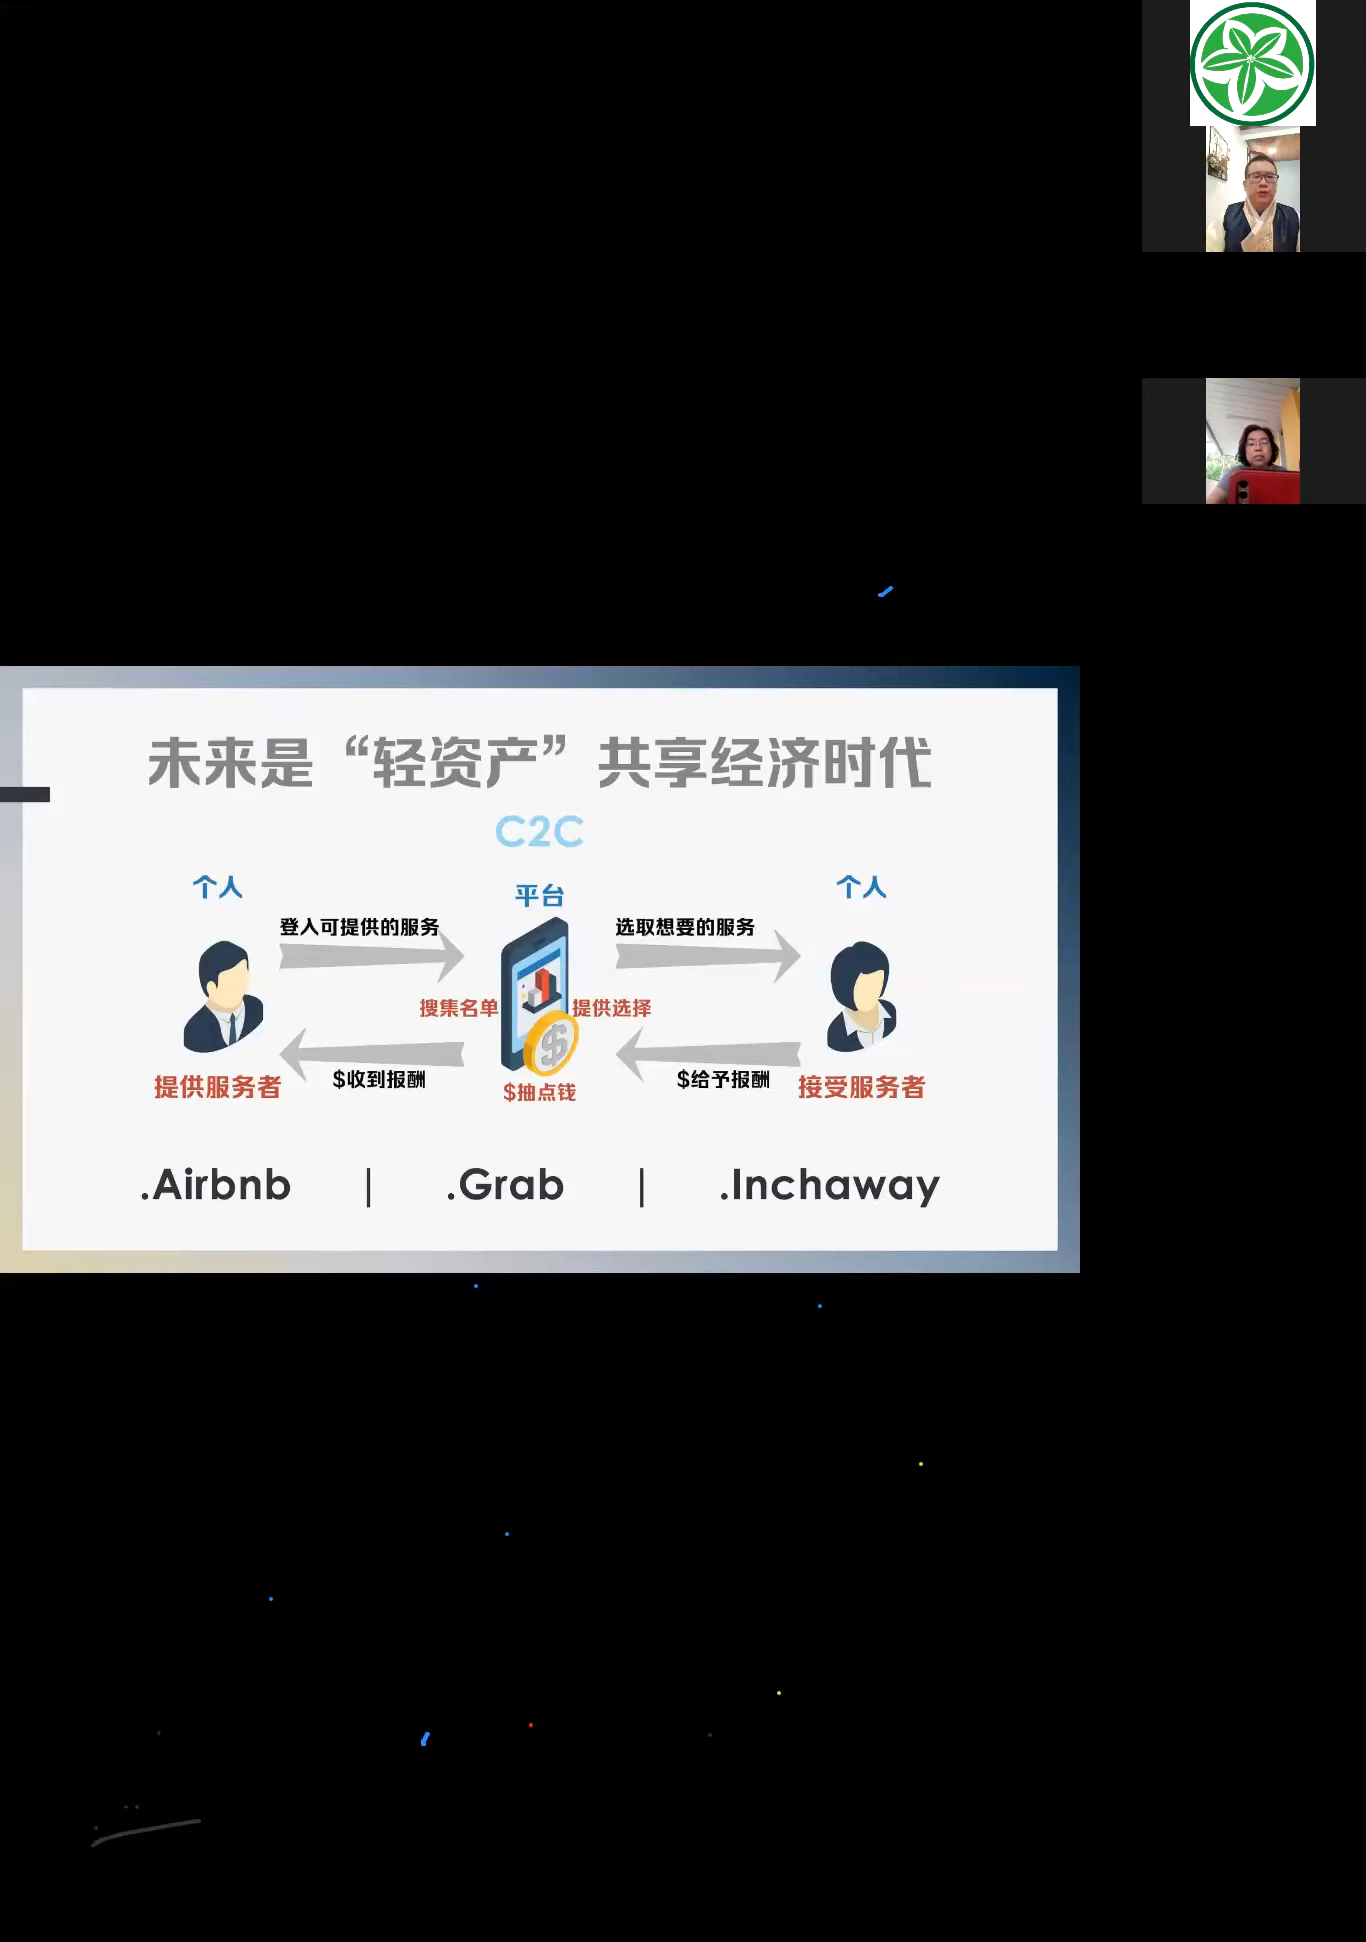 未来是“轻资产”共享经济时代
C2C
个人
平台
个人
登入可提供的服务
选取想要的服务
搜集名单
提供选择
$收到报酬
$给予报酬
提供服务者
$抽点钱
接受服务者
.Airbnb | .Grab | .Inchaway